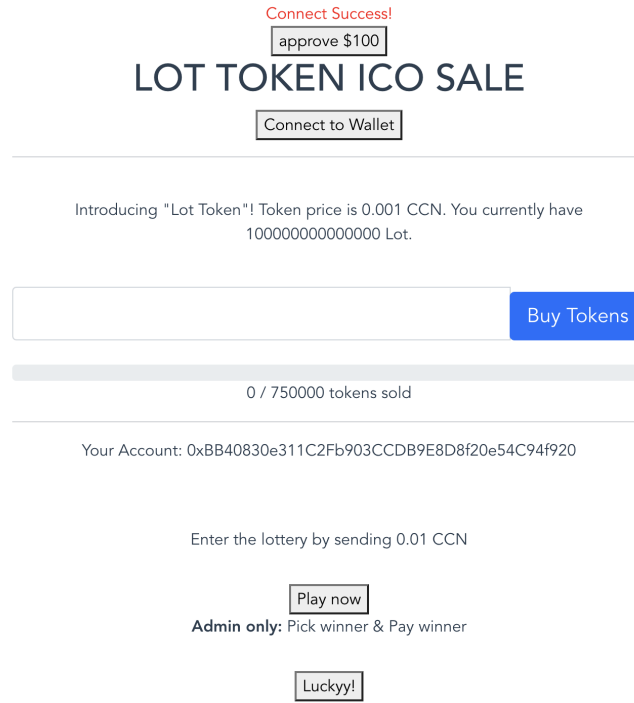 Connect Success!
approve $100
LOT TOKEN ICO SALE
Connect to Wallet
Introducing "Lot Token"! Token price is 0.001 CCN. You currently have
100000000000000 Lot.
Buy Tokens
0 / 750000 tokens sold
Your Account: 0xBB40830e311C2Fb903CCDB9E8D8f20e54C94f920
Enter the lottery by sending 0.01 CCN
Play now
Admin only: Pick winner & Pay winner
Luckyy!